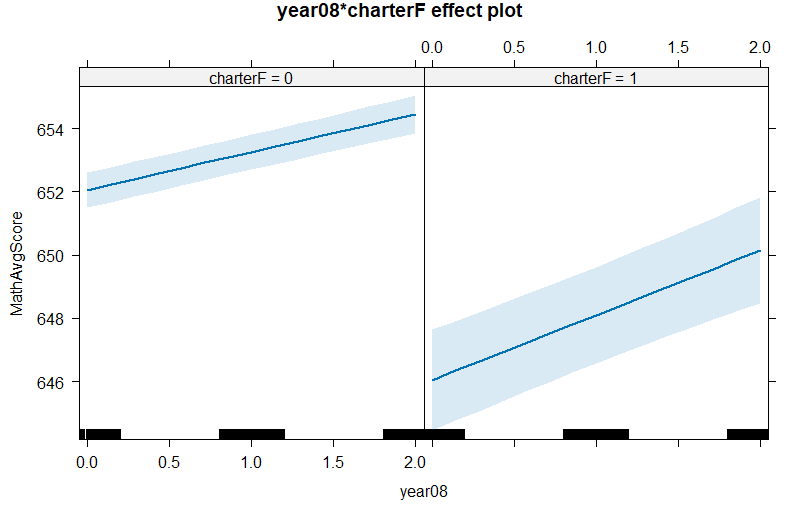 year08*charterF effect plot
0.0 0.5 1.0 1.5 2.0
charterF = 0 charterF = 1
654
652
650
648
646
MathAvgScore
0.0 0.5 1.0 1.5 2.0
year08